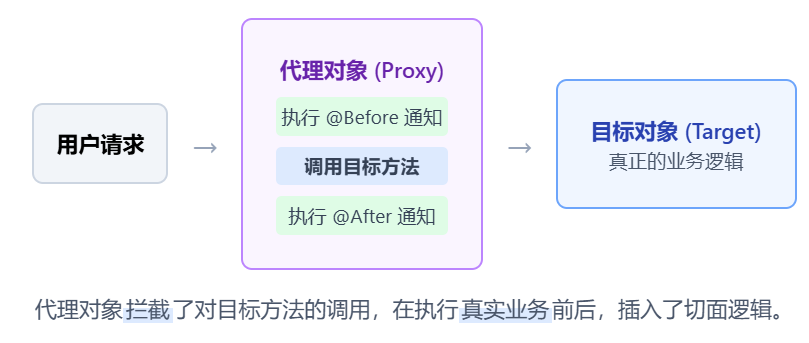 用户请求
→
代理对象 (Proxy)
执行 @Before 通知
调用目标方法
执行 @After 通知
→
目标对象 (Target)
真正的业务逻辑
代理对象拦截了对目标方法的调用，在执行真实业务前后，插入了切面逻辑。